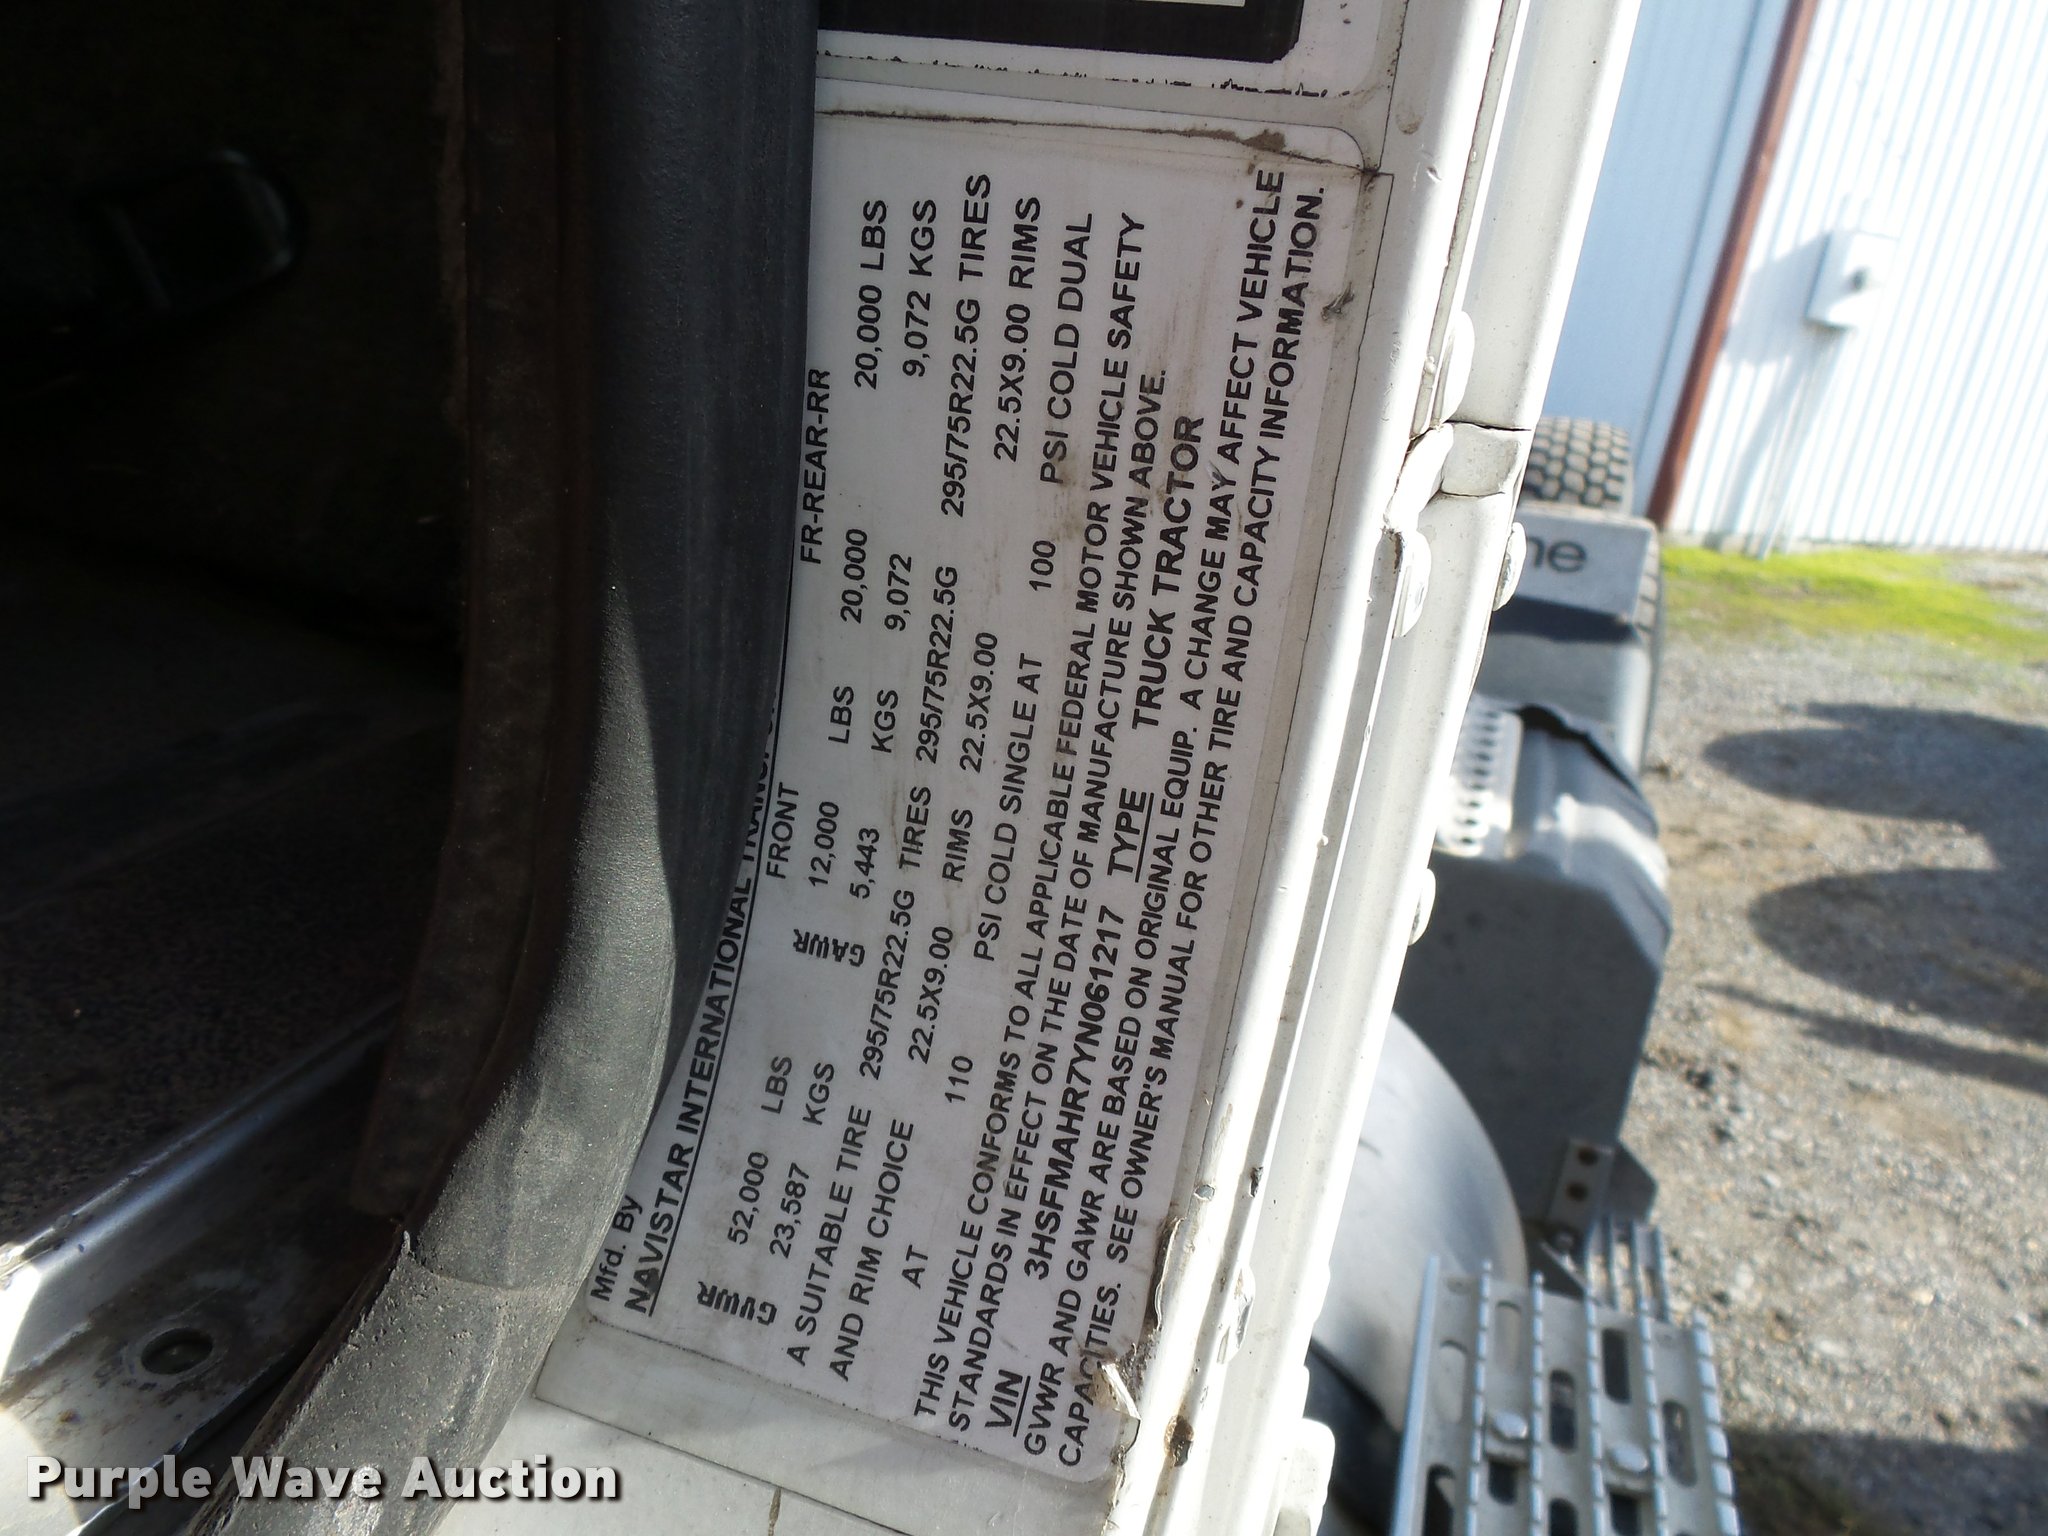 Mfd. By
NAVISTAR INTERNATIONAL
FRONT FR-REAR-RR
GVWR 52,000 LBS GAWR 12,000 LBS 20,000 20,000 LBS
23,587 KGS GAWR 5,443 KGS 9,072 9,072 KGS
A SUITABLE TIRE 295/75R22.5G TIRES 295/75R22.5G 295/75R22.5G TIRES
AND RIM CHOICE 22.5X9.00 RIMS 22.5X9.00 22.5X9.00 RIMS
AT 110 PSI COLD SINGLE AT 100 PSI COLD DUAL
THIS VEHICLE CONFORMS TO ALL APPLICABLE FEDERAL MOTOR VEHICLE SAFETY
STANDARDS IN EFFECT ON THE DATE OF MANUFACTURE SHOWN ABOVE.
VIN 3HSFMAHR7YN061217 TYPE TRUCK TRACTOR
GVWR AND GAWR ARE BASED ON ORIGINAL EQUIP. A CHANGE MAY AFFECT VEHICLE
CAPACITIES. SEE OWNER'S MANUAL FOR OTHER TIRE AND CAPACITY INFORMATION.
ne
Purple Wave Auction